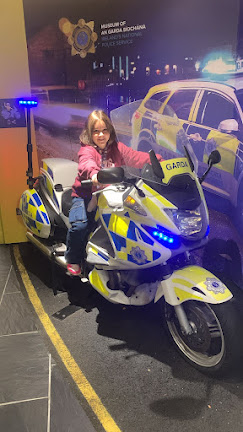 MUSEUM OF
AN GARDA SÍOCHÁNA
IRELAND'S NATIONAL
POLICE SERVICE
GARDA